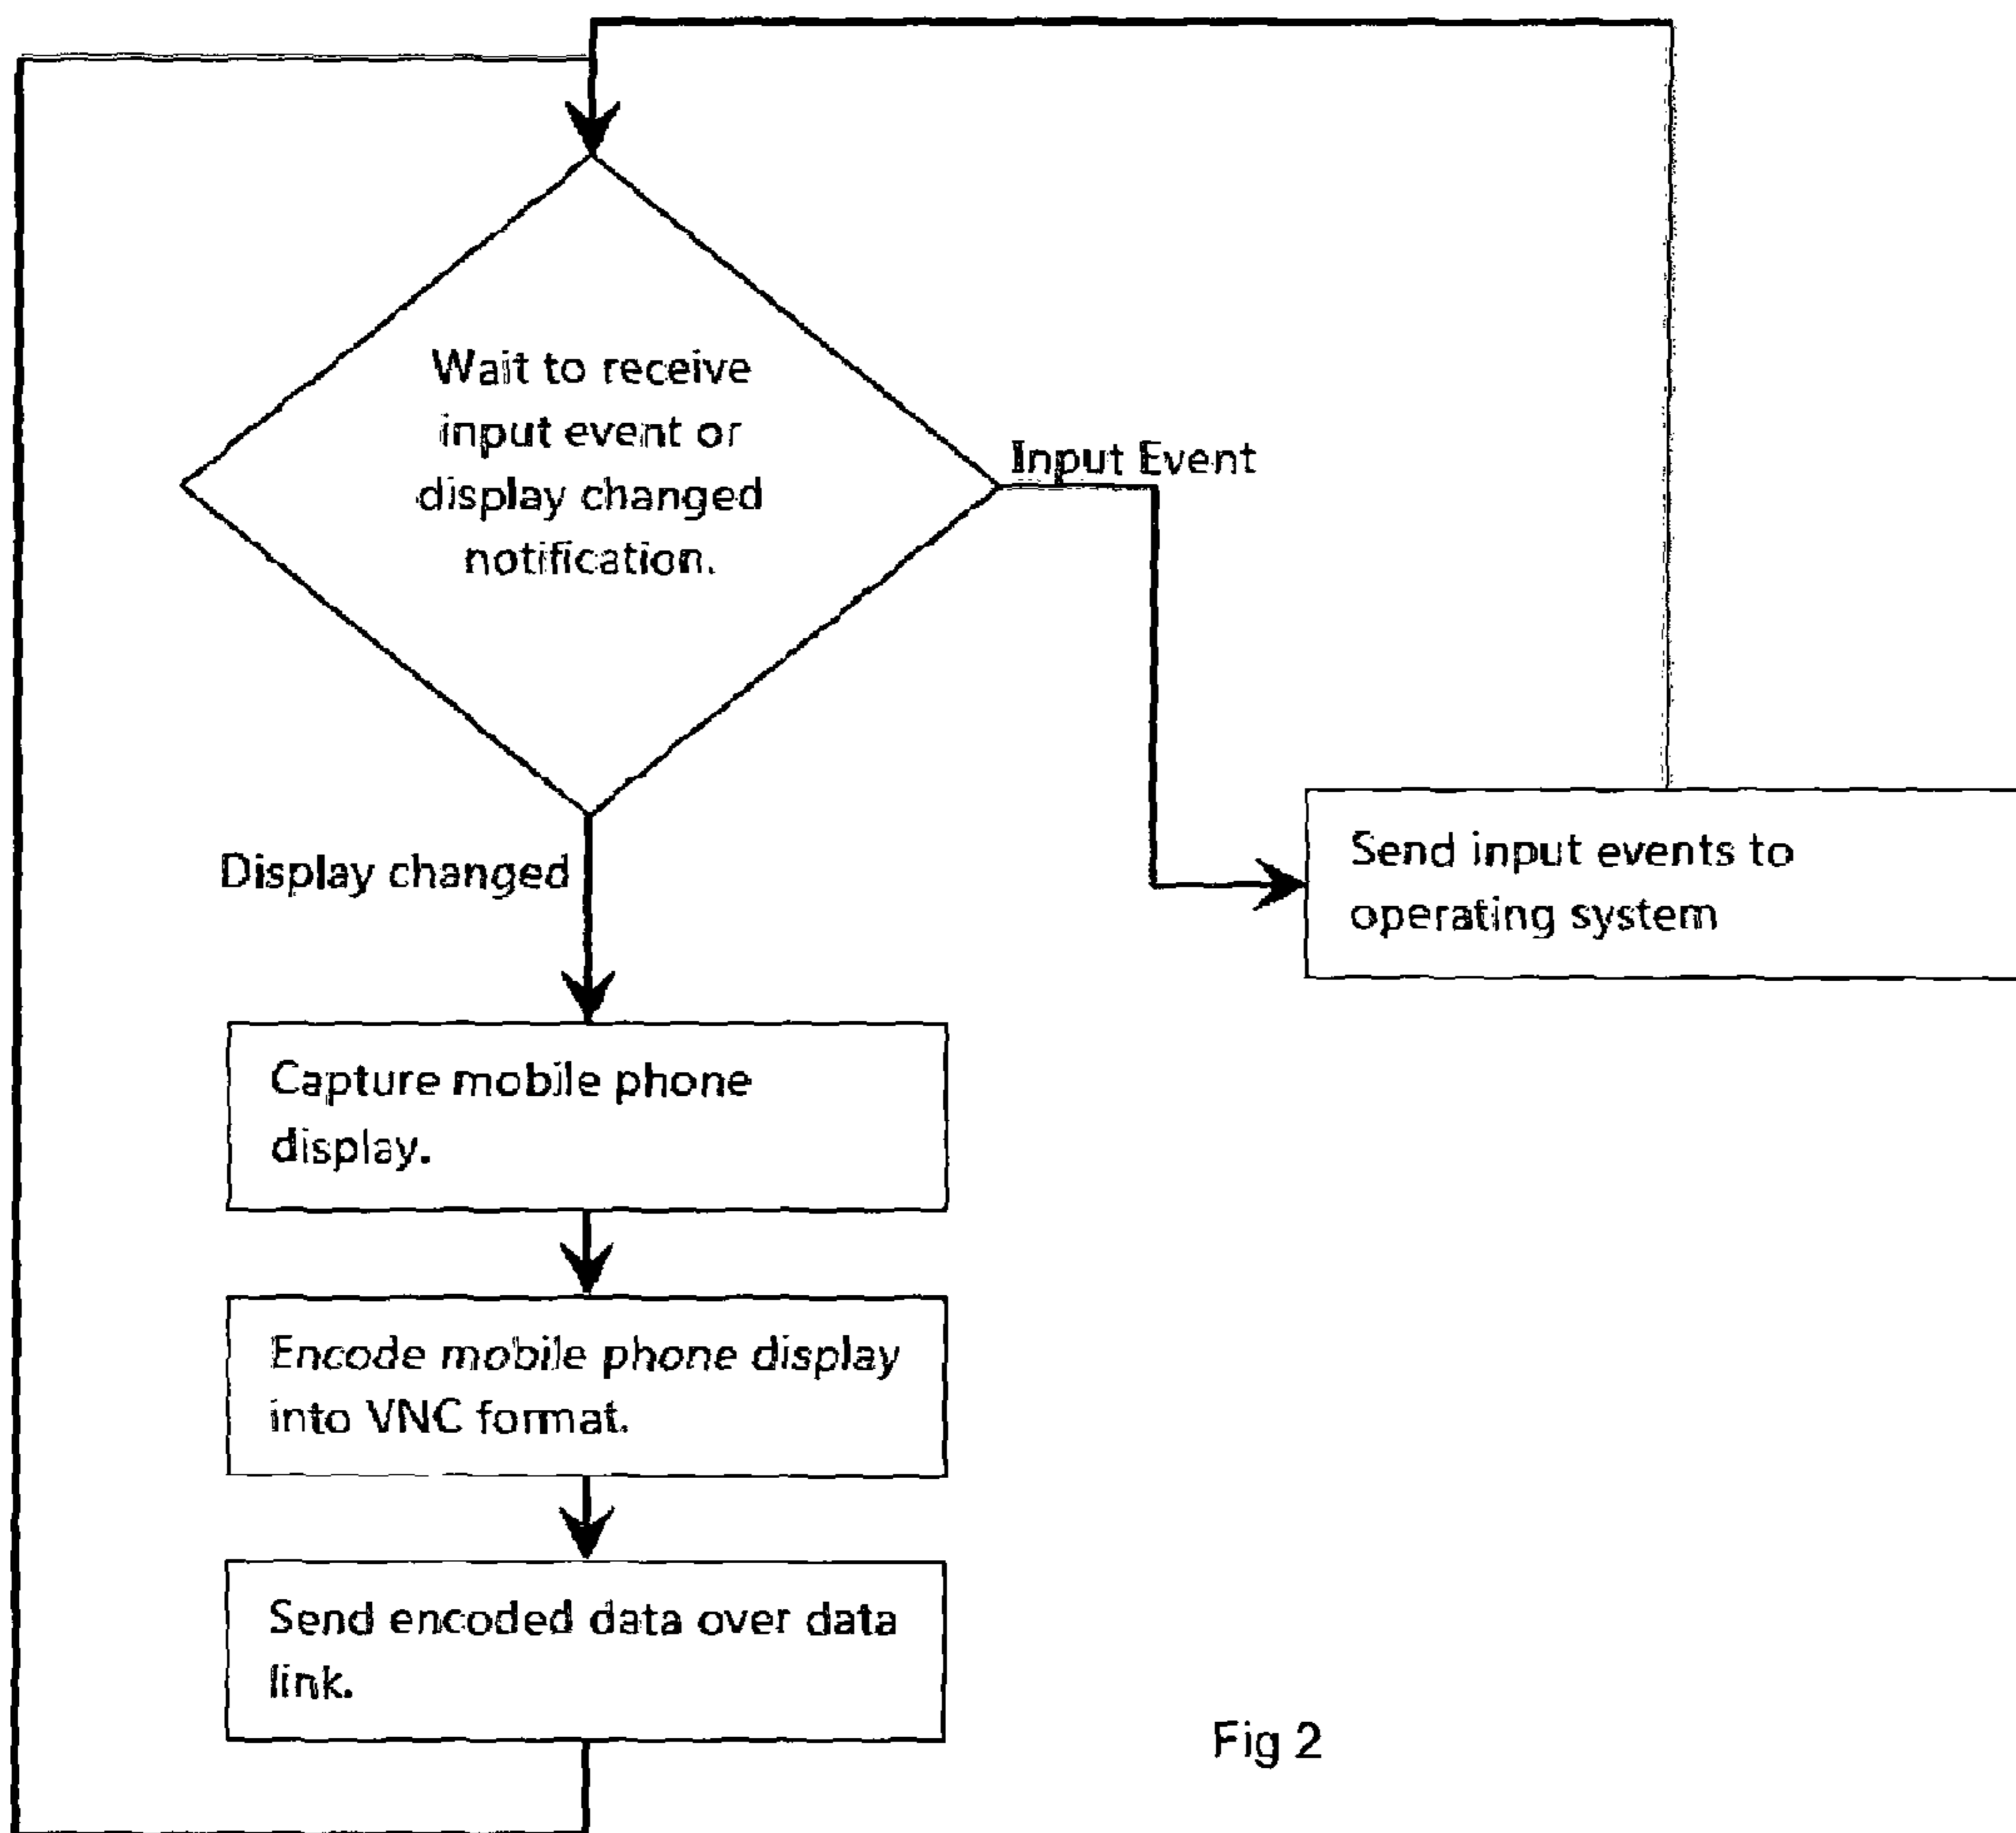 Wait to receive
input event or
display changed
notification.
Input Event
Display changed
Send input events to
operating system
Capture mobile phone
display.
Encode mobile phone display
into VNC format.
Send encoded data over data
link.
Fig 2